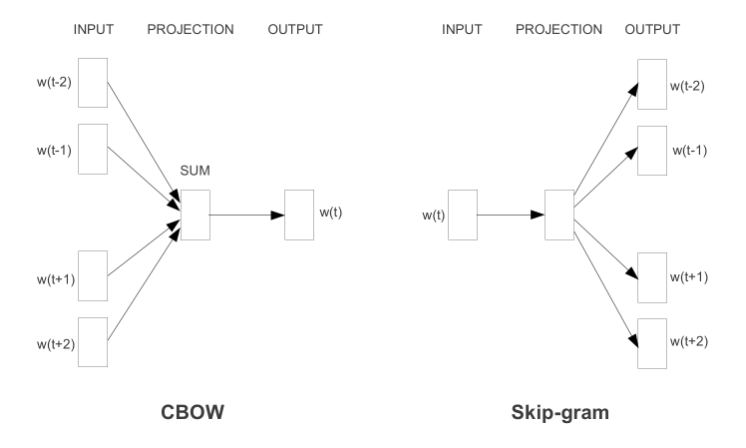 INPUT PROJECTION OUTPUT
w(t-2)
w(t-1)
SUM
w(t)
w(t+1)
w(t+2)
CBOW
INPUT PROJECTION OUTPUT
w(t-2)
w(t-1)
w(t)
w(t+1)
w(t+2)
Skip-gram